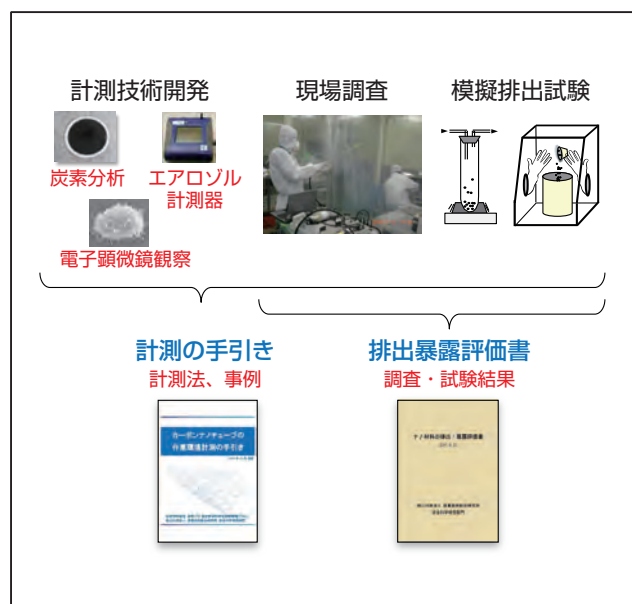 計測技術開発
現場調査
模擬排出試験
炭素分析
エアロゾル
計測器
電子顕微鏡観察
計測の手引き
計測法、事例
排出暴露評価書
調査・試験結果
カーボンナノチューブの
作業環境計測の手引き
ナノ材料の排出・暴露評価書